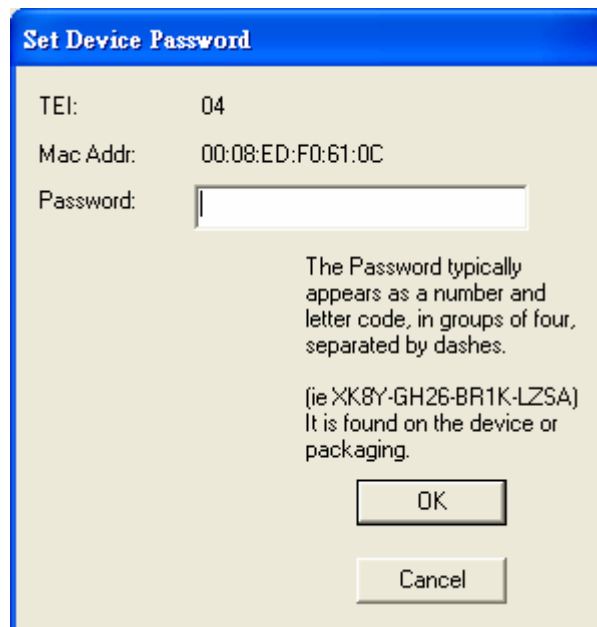 Set Device Password
TEI: 04
Mac Addr: 00:08:ED:F0:61:0C
Password:
The Password typically
appears as a number and
letter code, in groups of four,
separated by dashes.
(ie XK8Y-GH26-BR1K-LZSA)
It is found on the device or
packaging.
OK
Cancel